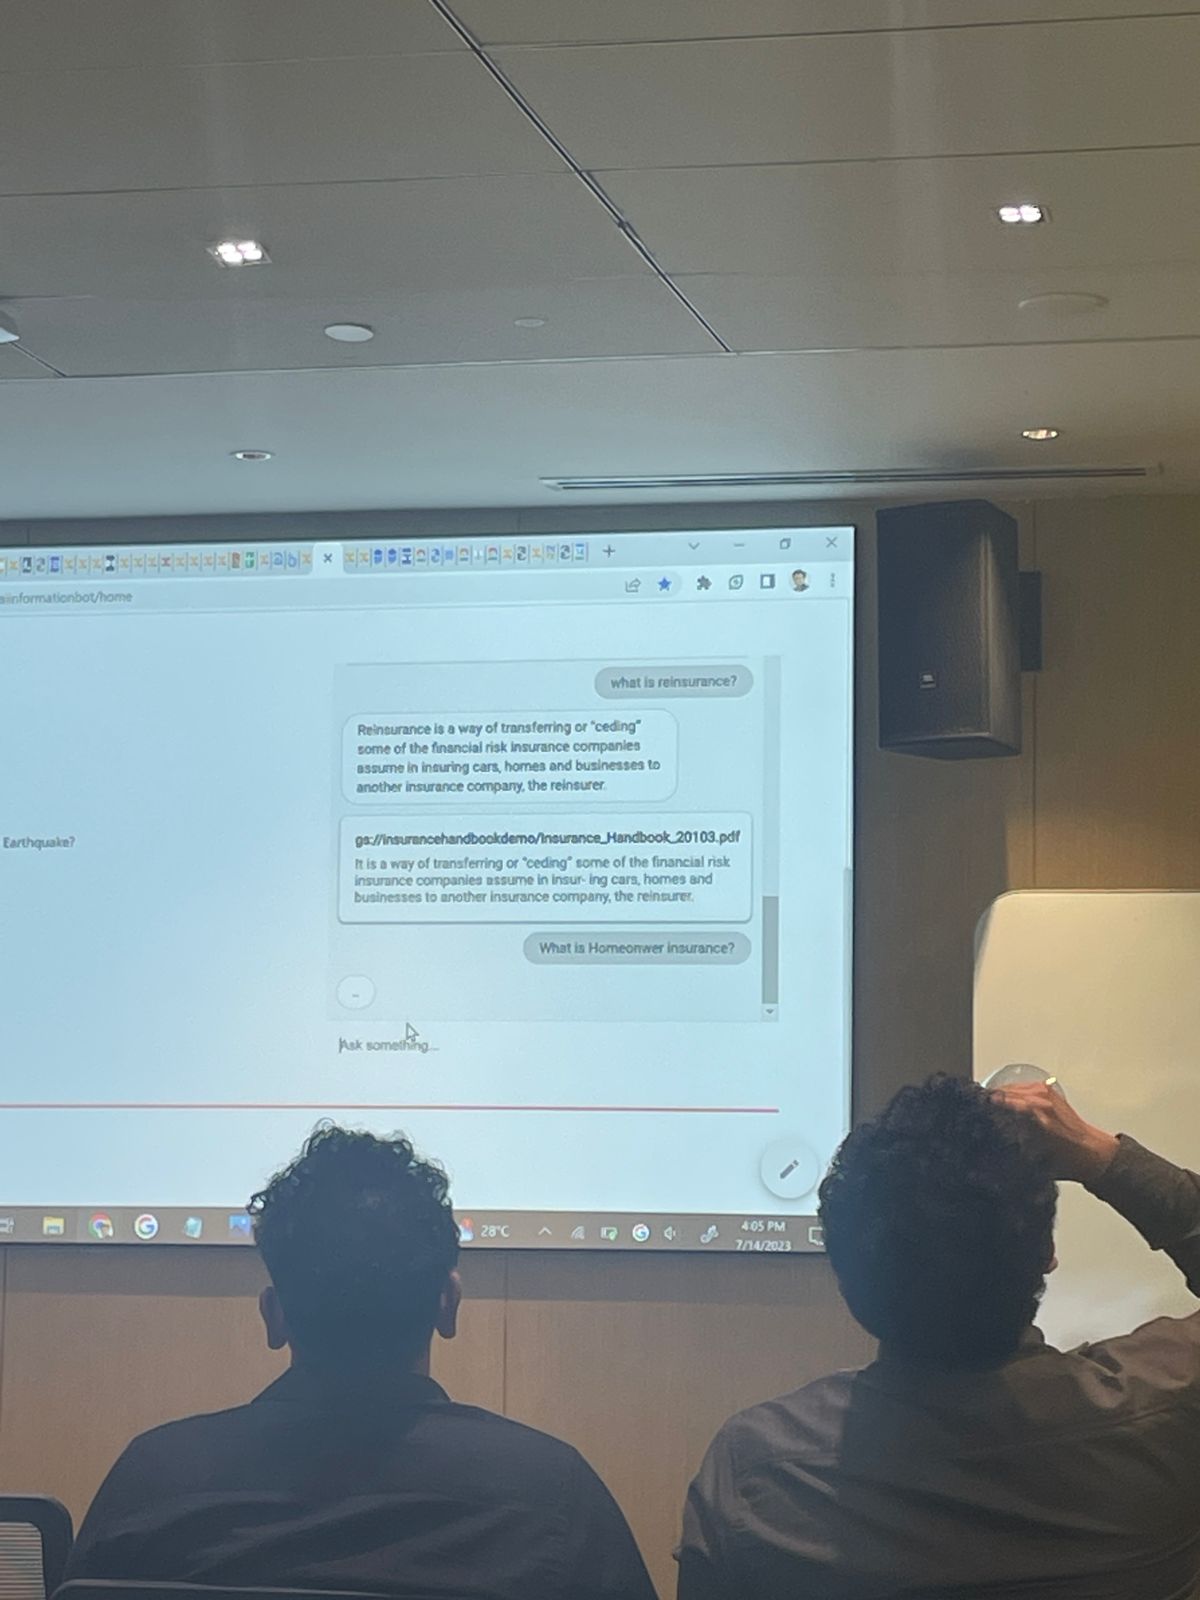 aiinformationbot/home
what is reinsurance?
Reinsurance is a way of transferring or "ceding"
some of the financial risk insurance companies
assume in insuring cars, homes and businesses to
another insurance company, the reinsurer.
gs://insurancehandbookdemo/Insurance_Handbook_20103.pdf
It is a way of transferring or "ceding" some of the financial risk
insurance companies assume in insur- ing cars, homes and
businesses to another insurance company, the reinsurer.
Earthquake?
What is Homeonwer insurance?
Ask something...
28°C
4:05 PM
7/14/2023